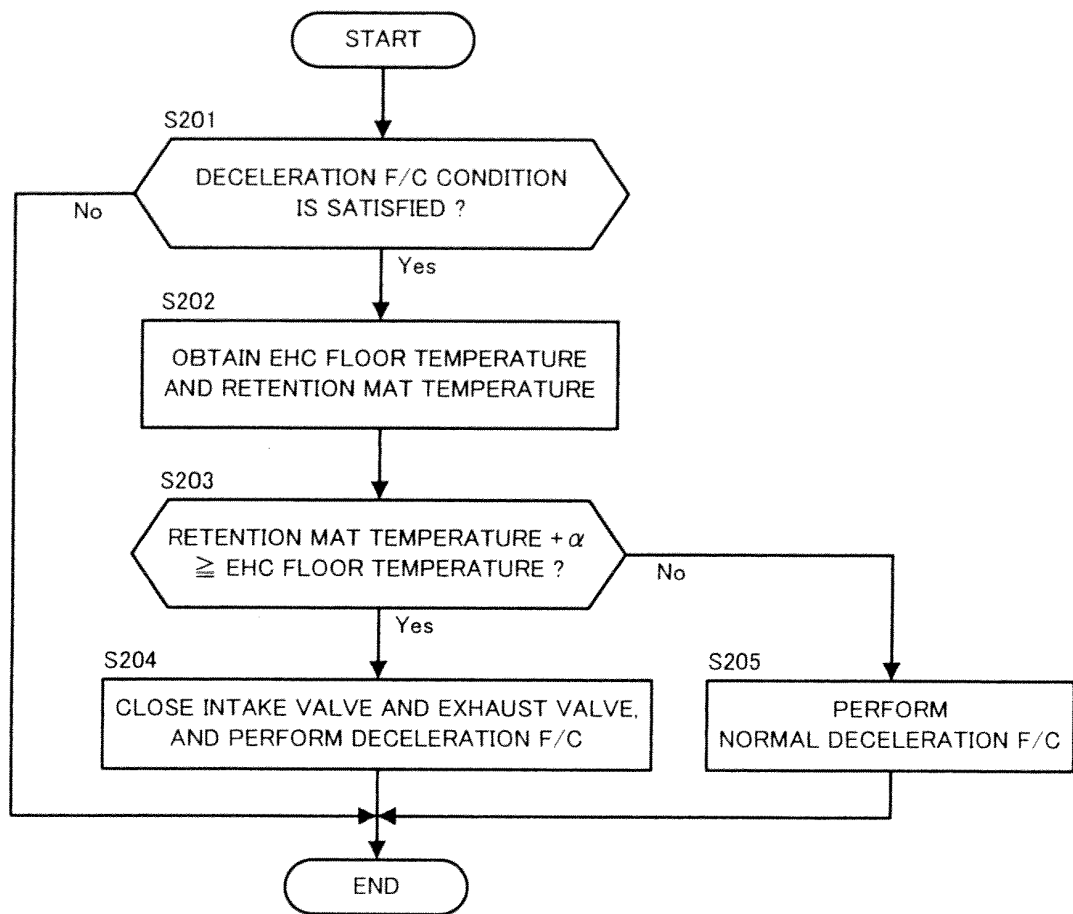 START
S201
DECELERATION F/C CONDITION
IS SATISFIED ?
No
Yes
S202
OBTAIN EHC FLOOR TEMPERATURE
AND RETENTION MAT TEMPERATURE
S203
RETENTION MAT TEMPERATURE + α
≧ EHC FLOOR TEMPERATURE ?
No
Yes
S204
CLOSE INTAKE VALVE AND EXHAUST VALVE,
AND PERFORM DECELERATION F/C
S205
PERFORM
NORMAL DECELERATION F/C
END